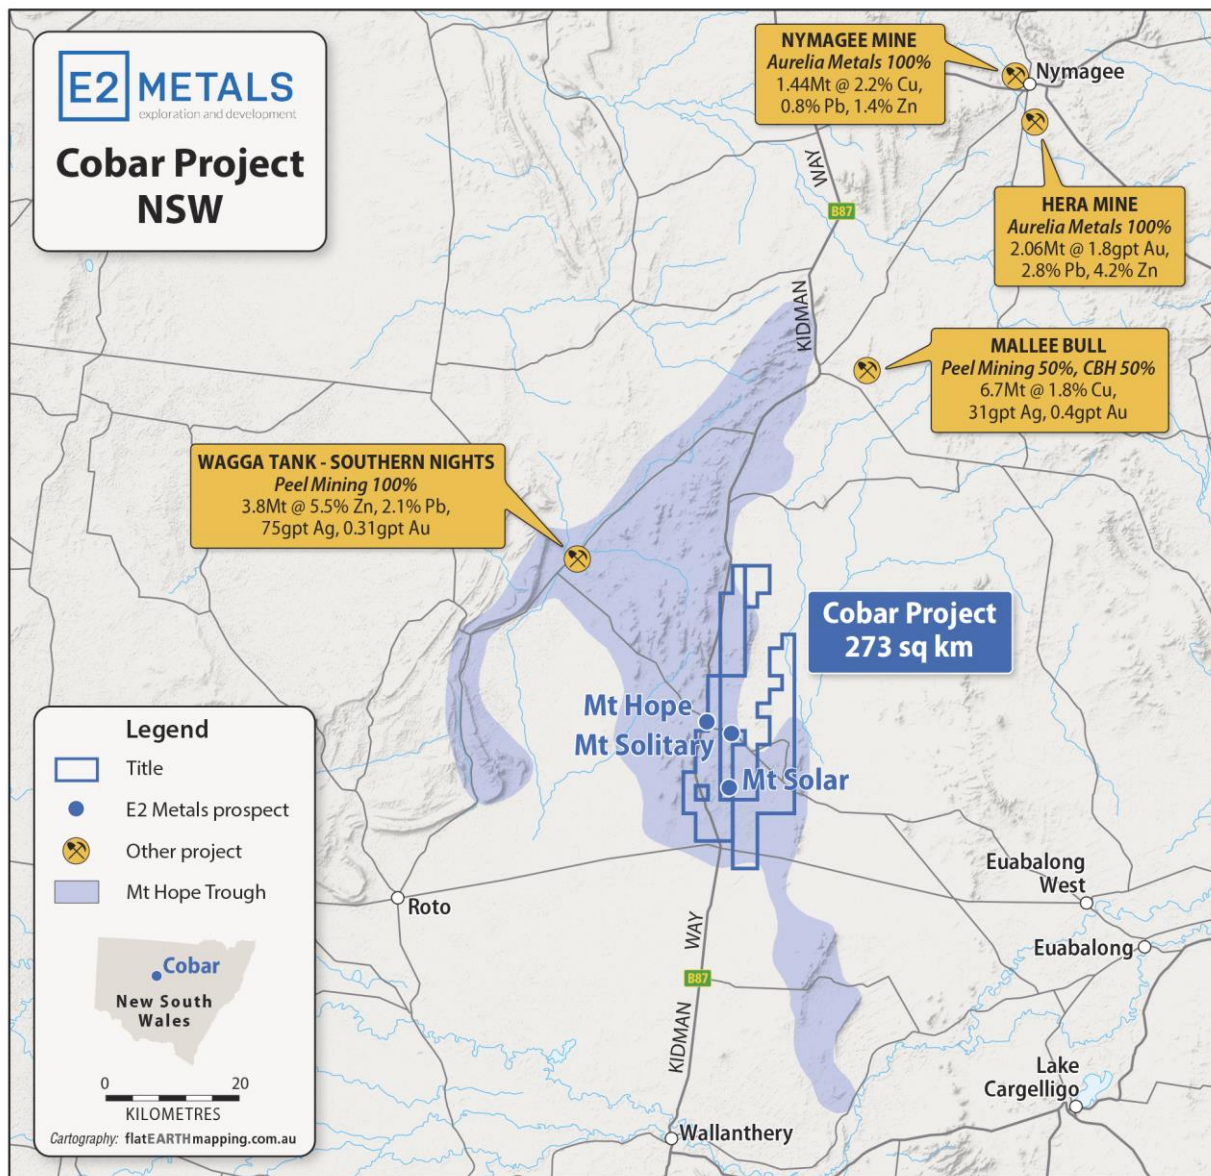 E2 METALS
exploration and development
Cobar Project
NSW
NYMAGEE MINE
Aurelia Metals 100%
1.44Mt @ 2.2% Cu,
0.8% Pb, 1.4% Zn
Nymagee
HERA MINE
Aurelia Metals 100%
2.06Mt @ 1.8gpt Au,
2.8% Pb, 4.2% Zn
KIDMAN WAY
B87
MALLEE BULL
Peel Mining 50%, CBH 50%
6.7Mt @ 1.8% Cu,
31gpt Ag, 0.4gpt Au
WAGGA TANK - SOUTHERN NIGHTS
Peel Mining 100%
3.8Mt @ 5.5% Zn, 2.1% Pb,
75gpt Ag, 0.31gpt Au
Cobar Project
273 sq km
Mt Hope
Mt Solitary
Mt Solar
Legend
Title
E2 Metals prospect
Other project
Mt Hope Trough
Cobar
New South
Wales
0 20
KILOMETRES
Cartography: flatEARTHmapping.com.au
Roto
Euabalong
West
Euabalong
KIDMAN WAY
B87
Lake
Cargelligo
Wallanthery